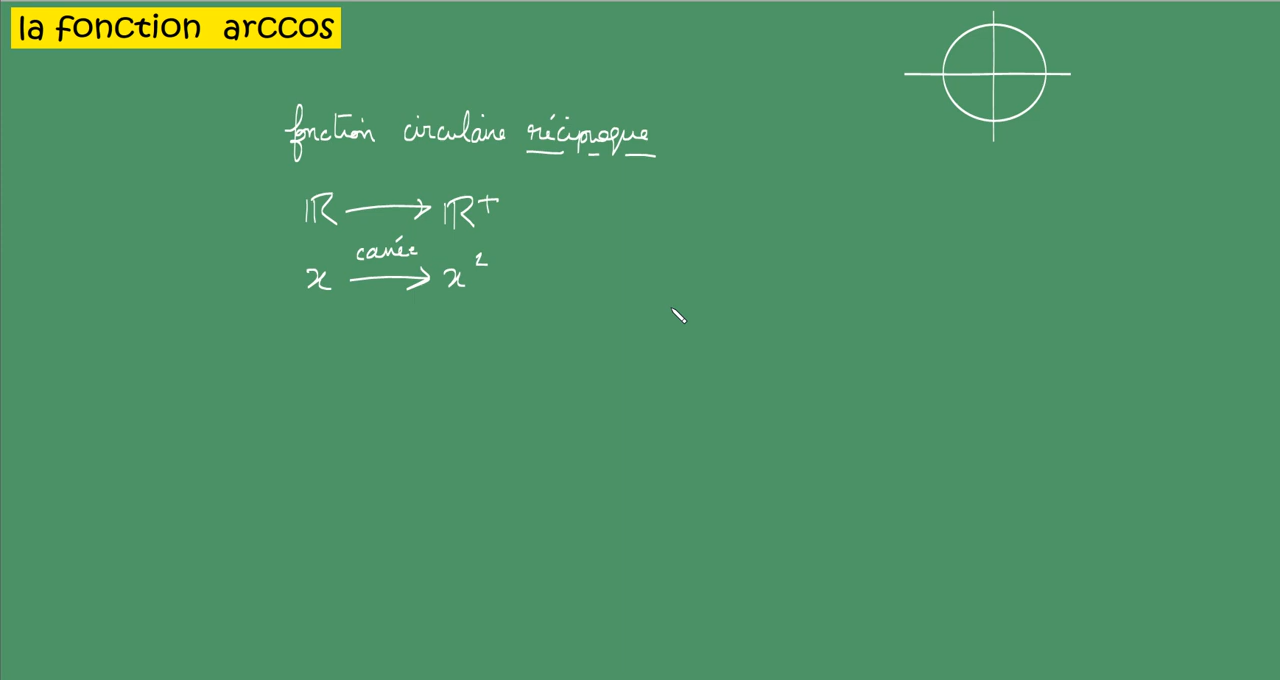 la fonction arccos
fonction circulaire réciproque
ℝ ⟶ ℝ+
carrée
x ⟶ x²